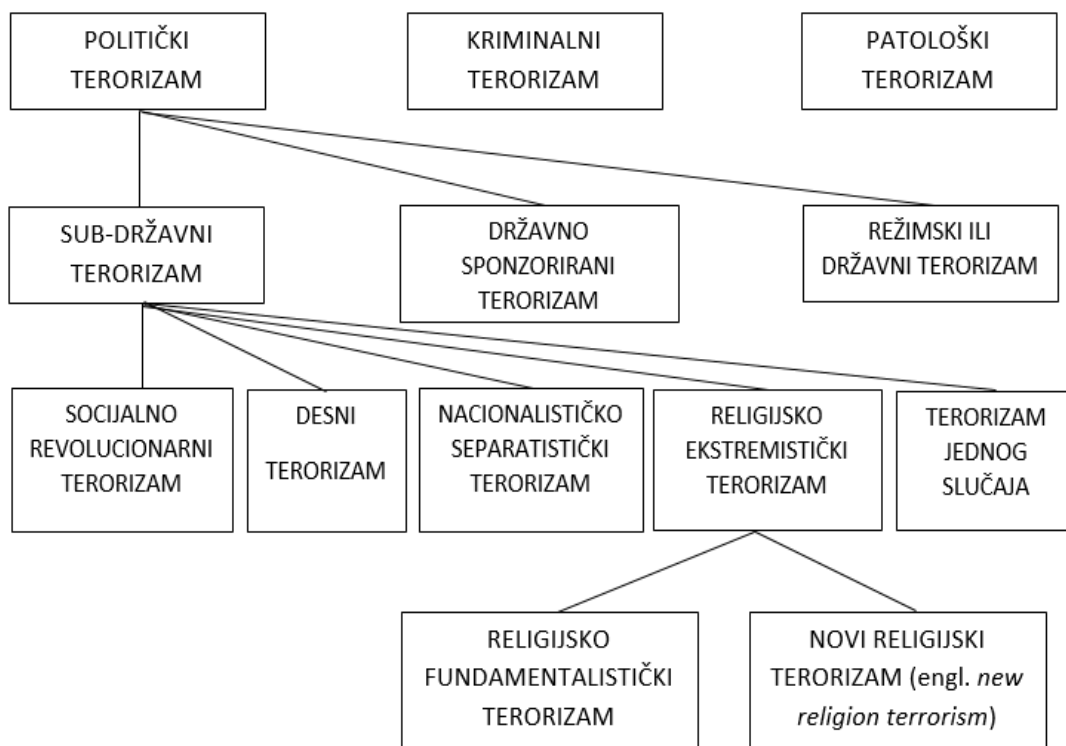 POLITIČKI
TERORIZAM
KRIMINALNI
TERORIZAM
PATOLOŠKI
TERORIZAM
SUB-DRŽAVNI
TERORIZAM
DRŽAVNO
SPONZORIRANI
TERORIZAM
REŽIMSKI ILI
DRŽAVNI TERORIZAM
SOCIJALNO
REVOLUCIONARNI
TERORIZAM
DESNI
TERORIZAM
NACIONALISTIČKO
SEPARATISTIČKI
TERORIZAM
RELIGIJSKO
EKSTREMISTIČKI
TERORIZAM
TERORIZAM
JEDNOG
SLUČAJA
RELIGIJSKO
FUNDAMENTALISTIČKI
TERORIZAM
NOVI RELIGIJSKI
TERORIZAM (engl. new
religion terrorism)